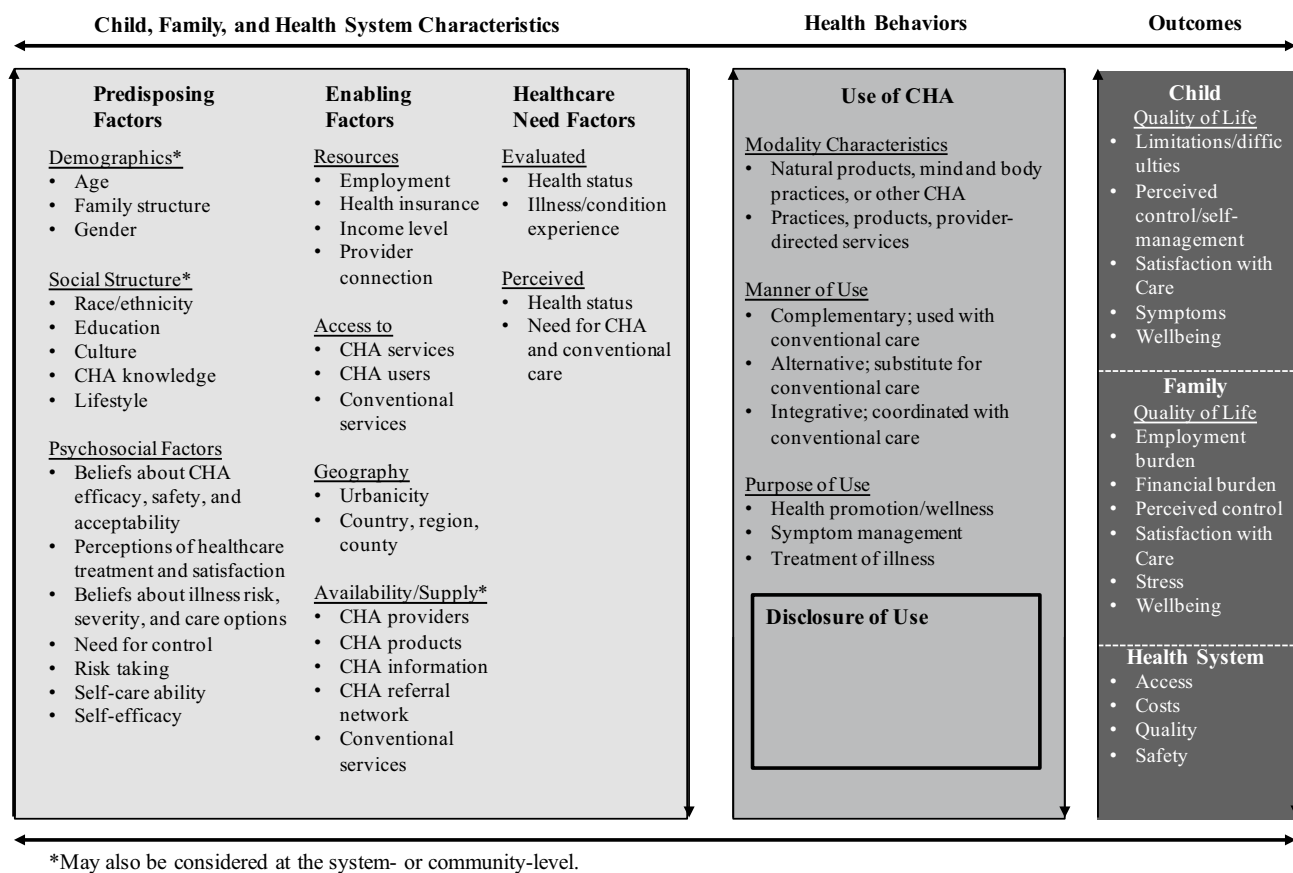 Child, Family, and Health System Characteristics
Health Behaviors
Outcomes
Predisposing
Factors
Demographics*
• Age
• Family structure
• Gender
Social Structure*
• Race/ethnicity
• Education
• Culture
• CHA knowledge
• Lifestyle
Psychosocial Factors
• Beliefs about CHA
efficacy, safety, and
acceptability
• Perceptions of healthcare
treatment and satisfaction
• Beliefs about illness risk,
severity, and care options
• Need for control
• Risk taking
• Self-care ability
• Self-efficacy
Enabling
Factors
Resources
• Employment
• Health insurance
• Income level
• Provider
connection
Access to
• CHA services
• CHA users
• Conventional
services
Geography
• Urbanicity
• Country, region,
county
Availability/Supply*
• CHA providers
• CHA products
• CHA information
• CHA referral
network
• Conventional
services
Healthcare
Need Factors
Evaluated
• Health status
• Illness/condition
experience
Perceived
• Health status
• Need for CHA
and conventional
care
Use of CHA
Modality Characteristics
• Natural products, mind and body
practices, or other CHA
• Practices, products, provider-
directed services
Manner of Use
• Complementary; used with
conventional care
• Alternative; substitute for
conventional care
• Integrative; coordinated with
conventional care
Purpose of Use
• Health promotion/wellness
• Symptom management
• Treatment of illness
Disclosure of Use
Child
Quality of Life
• Limitations/diffic
ulties
• Perceived
control/self-
management
• Satisfaction with
Care
• Symptoms
• Wellbeing
Family
Quality of Life
• Employment
burden
• Financial burden
• Perceived control
• Satisfaction with
Care
• Stress
• Wellbeing
Health System
• Access
• Costs
• Quality
• Safety
*May also be considered at the system- or community-level.